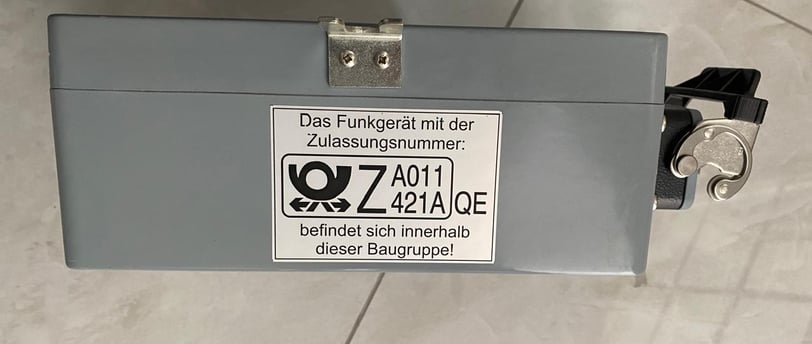 Das Funkgerät mit der
Zulassungsnummer:
Z A011
421A QE
befindet sich innerhalb
dieser Baugruppe!